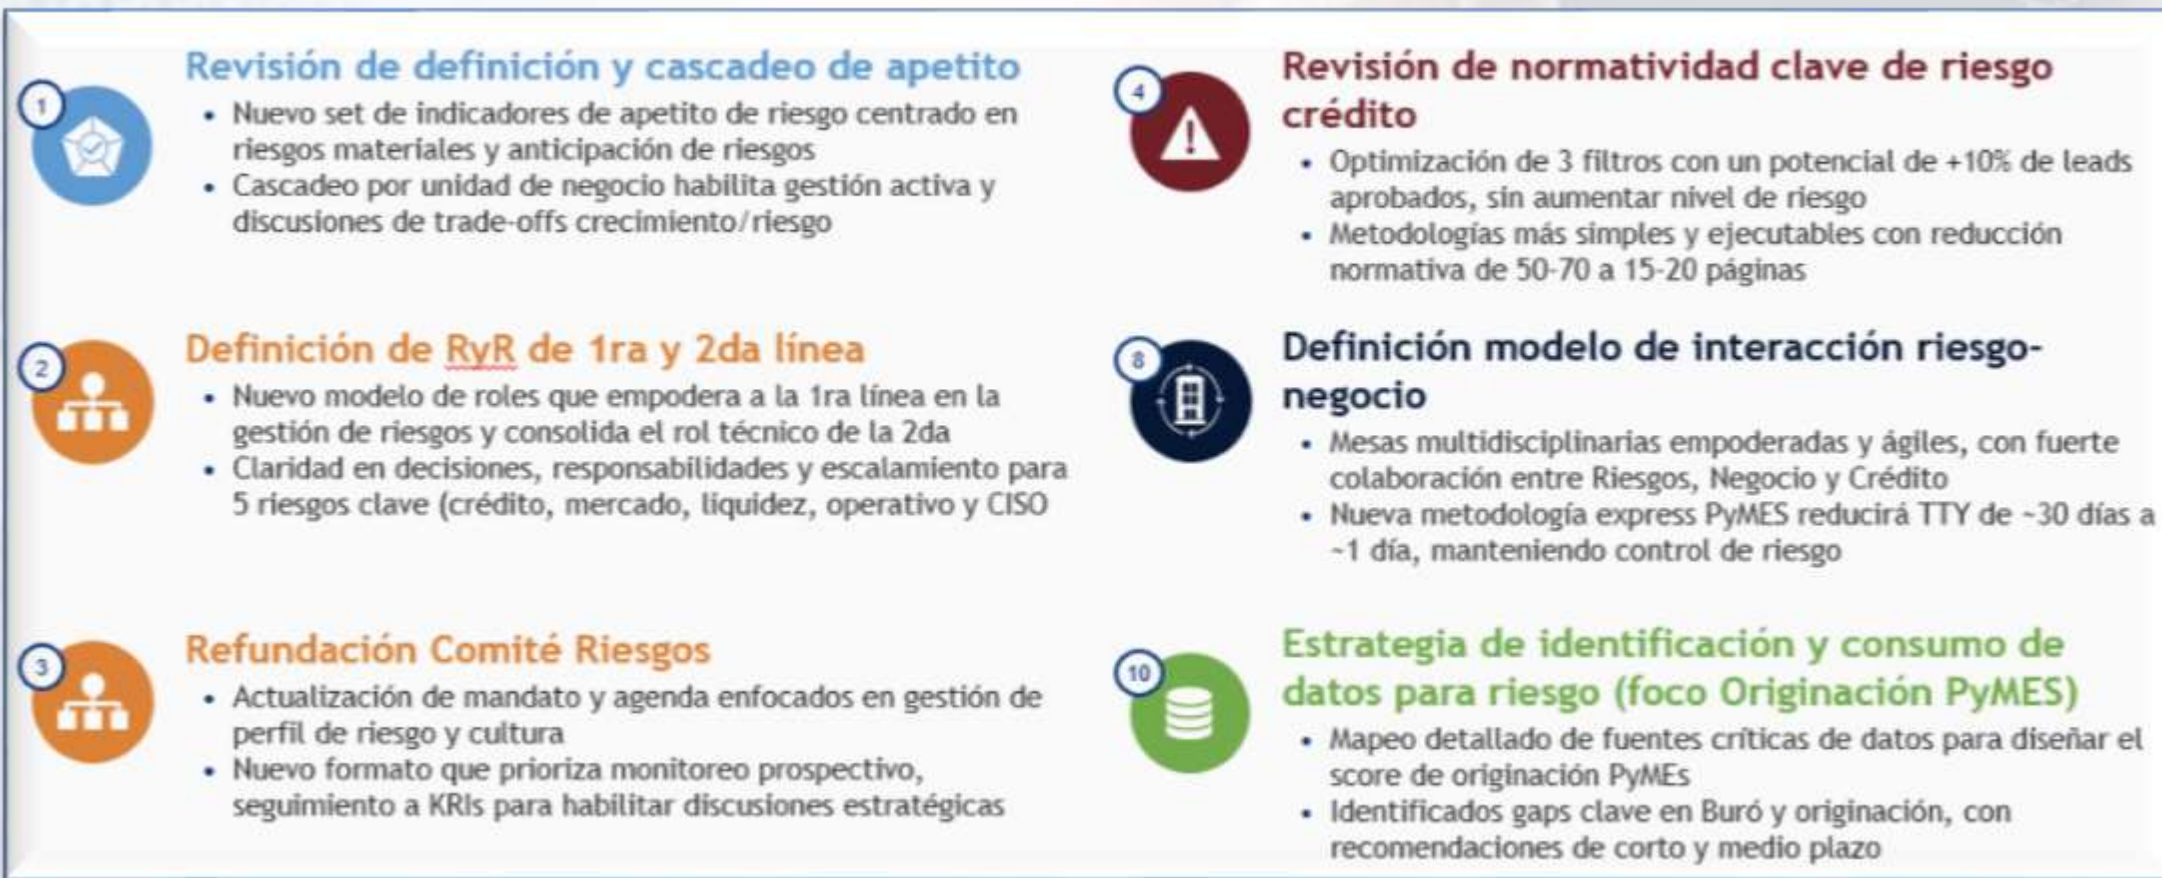 1
Revisión de definición y cascadeo de apetito
• Nuevo set de indicadores de apetito de riesgo centrado en
riesgos materiales y anticipación de riesgos
• Cascadeo por unidad de negocio habilita gestión activa y
discusiones de trade-offs crecimiento/riesgo
2
Definición de RyR de 1ra y 2da línea
• Nuevo modelo de roles que empodera a la 1ra línea en la
gestión de riesgos y consolida el rol técnico de la 2da
• Claridad en decisiones, responsabilidades y escalamiento para
5 riesgos clave (crédito, mercado, liquidez, operativo y CISO
3
Refundación Comité Riesgos
• Actualización de mandato y agenda enfocados en gestión de
perfil de riesgo y cultura
• Nuevo formato que prioriza monitoreo prospectivo,
seguimiento a KRIs para habilitar discusiones estratégicas
4
Revisión de normatividad clave de riesgo
crédito
• Optimización de 3 filtros con un potencial de +10% de leads
aprobados, sin aumentar nivel de riesgo
• Metodologías más simples y ejecutables con reducción
normativa de 50-70 a 15-20 páginas
8
Definición modelo de interacción riesgo-
negocio
• Mesas multidisciplinarias empoderadas y ágiles, con fuerte
colaboración entre Riesgos, Negocio y Crédito
• Nueva metodología express PyMES reducirá TTY de ~30 días a
~1 día, manteniendo control de riesgo
10
Estrategia de identificación y consumo de
datos para riesgo (foco Originación PyMES)
• Mapeo detallado de fuentes críticas de datos para diseñar el
score de originación PyMEs
• Identificados gaps clave en Buró y originación, con
recomendaciones de corto y medio plazo